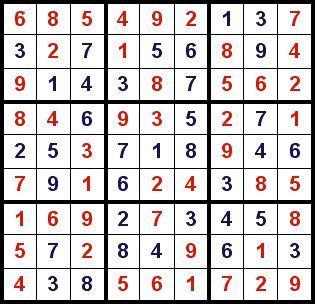 6 8 5 4 9 2 1 3 7
3 2 7 1 5 6 8 9 4
9 1 4 3 8 7 5 6 2
8 4 6 9 3 5 2 7 1
2 5 3 7 1 8 9 4 6
7 9 1 6 2 4 3 8 5
1 6 9 2 7 3 4 5 8
5 7 2 8 4 9 6 1 3
4 3 8 5 6 1 7 2 9